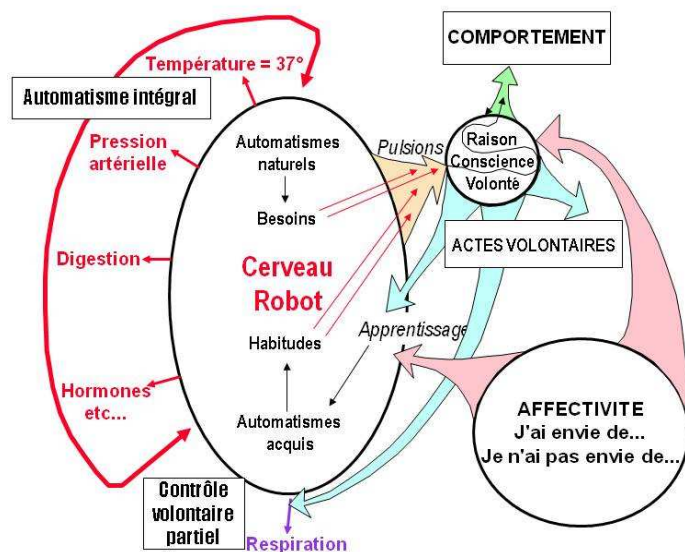 COMPORTEMENT
Température = 37°
Automatisme intégral
Pression
artérielle
Automatismes
naturels
Pulsions
Raison
Conscience
Volonté
Besoins
ACTES VOLONTAIRES
Digestion
Cerveau
Robot
Habitudes
Apprentissage
Hormones
etc...
Automatismes
acquis
AFFECTIVITE
J'ai envie de...
Je n'ai pas envie de...
Contrôle
volontaire
partiel
Respiration